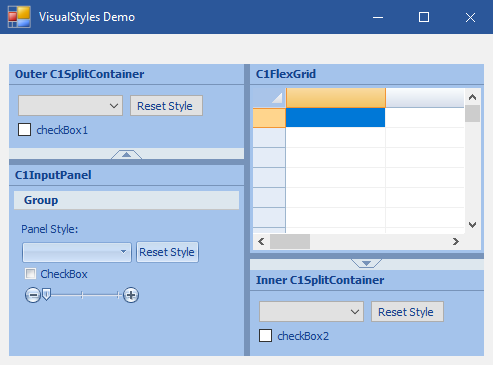 VisualStyles Demo
Outer C1SplitContainer
Reset Style
checkBox1
C1InputPanel
Group
Panel Style:
Reset Style
CheckBox
C1FlexGrid
Inner C1SplitContainer
Reset Style
checkBox2